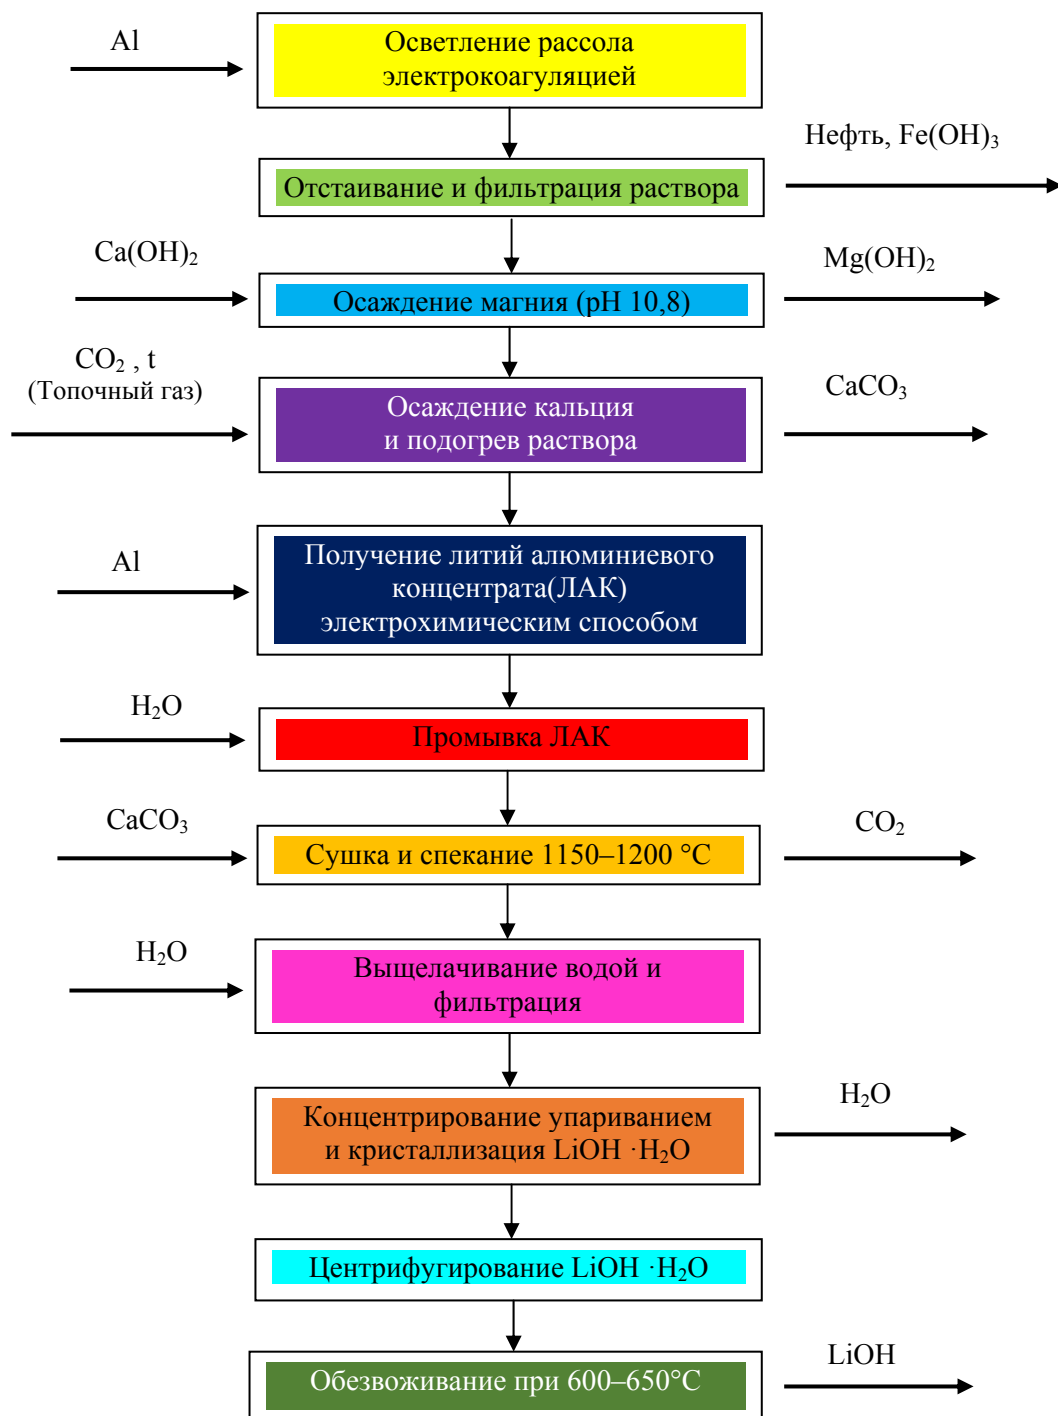 Al
Осветление рассола
электрокоагуляцией
Нефть, Fe(OH)₃
Отстаивание и фильтрация раствора
Ca(OH)₂
Mg(OH)₂
Осаждение магния (pH 10,8)
CO₂ , t
(Топочный газ)
CaCO₃
Осаждение кальция
и подогрев раствора
Al
Получение литий алюминиевого
концентрата(ЛАК)
электрохимическим способом
H₂O
Промывка ЛАК
CaCO₃
CO₂
Сушка и спекание 1150–1200 °C
H₂O
Выщелачивание водой и
фильтрация
H₂O
Концентрирование упариванием
и кристаллизация LiOH ·H₂O
Центрифугирование LiOH ·H₂O
LiOH
Обезвоживание при 600–650°C